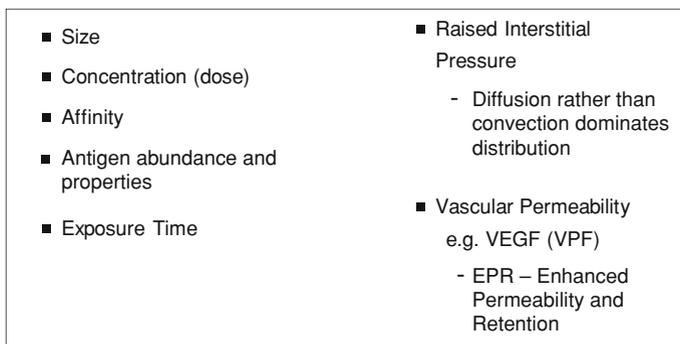 ■ Size
■ Concentration (dose)
■ Affinity
■ Antigen abundance and
properties
■ Exposure Time
■ Raised Interstitial
Pressure
- Diffusion rather than
convection dominates
distribution
■ Vascular Permeability
e.g. VEGF (VPF)
- EPR – Enhanced
Permeability and
Retention